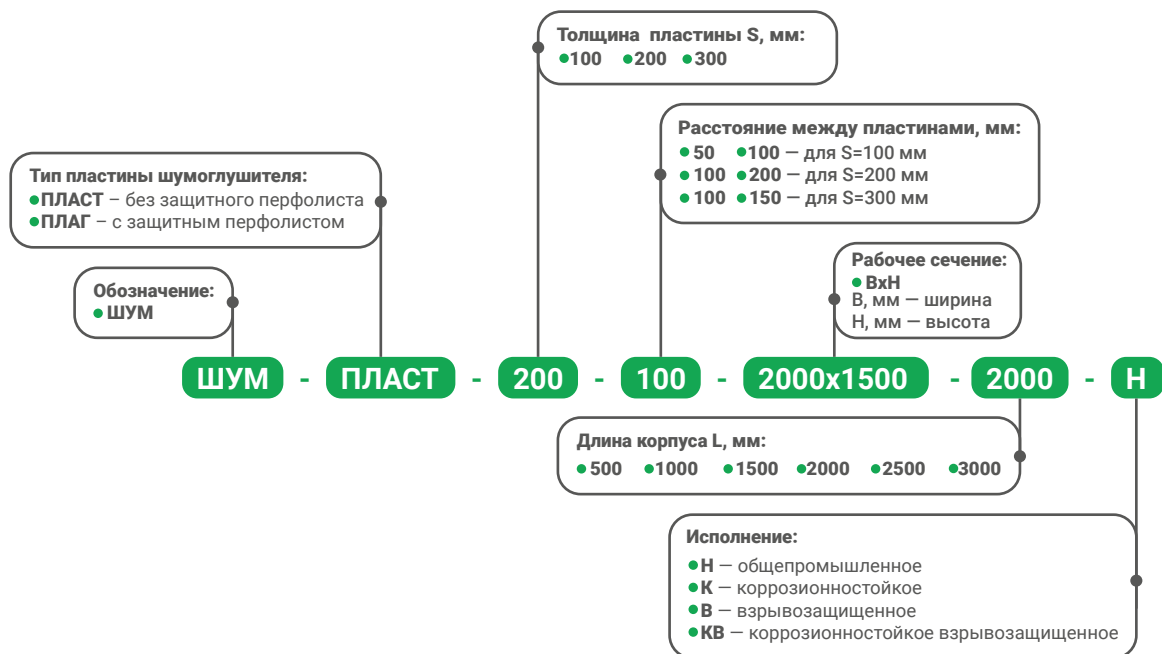 Толщина пластины S, мм:
•100 •200 •300
Расстояние между пластинами, мм:
•50 •100 — для S=100 мм
•100 •200 — для S=200 мм
•100 •150 — для S=300 мм
Тип пластины шумоглушителя:
•ПЛАСТ – без защитного перфолиста
•ПЛАГ – с защитным перфолистом
Рабочее сечение:
•ВхН
В, мм — ширина
Н, мм — высота
Обозначение:
•ШУМ
ШУМ - ПЛАСТ - 200 - 100 - 2000х1500 - 2000 - Н
Длина корпуса L, мм:
•500 •1000 •1500 •2000 •2500 •3000
Исполнение:
•Н — общепромышленное
•К — коррозионностойкое
•В — взрывозащищенное
•КВ — коррозионностойкое взрывозащищенное